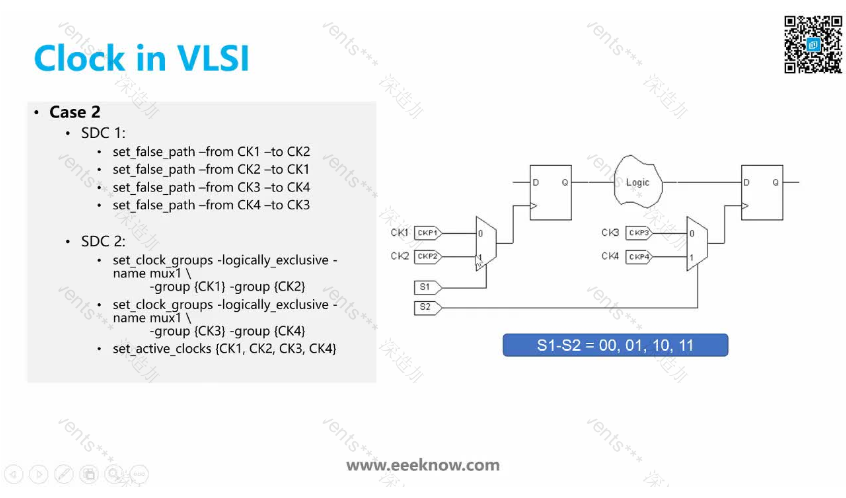 Clock in VLSI
• Case 2
• SDC 1:
• set_false_path –from CK1 –to CK2
• set_false_path –from CK2 –to CK1
• set_false_path –from CK3 –to CK4
• set_false_path –from CK4 –to CK3
• SDC 2:
• set_clock_groups -logically_exclusive -
name mux1 \
-group {CK1} -group {CK2}
• set_clock_groups -logically_exclusive -
name mux1 \
-group {CK3} -group {CK4}
• set_active_clocks {CK1, CK2, CK3, CK4}
D Q Logic D Q
CK1 CKP1 0 CK3 CKP3 0
CK2 CKP2 1 CK4 CKP4 1
S1
S2
S1-S2 = 00, 01, 10, 11
www.eeeknow.com
vents***
深造加